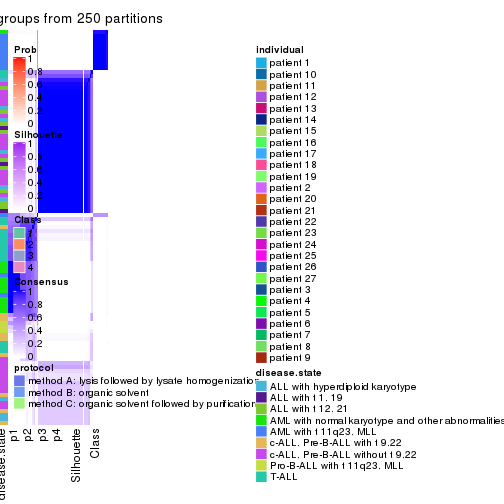 groups from 250 partitions
Prob
1
0.8
0.6
0.4
0.2
0
Silhouette
1
0.8
0.6
0.4
0.2
0
Class
1
2
3
4
Consensus
1
0.8
0.6
0.4
0.2
0
protocol
method A: lysis followed by lysate homogenization
method B: organic solvent
method C: organic solvent followed by purification
disease.state
p1
p2
p3
p4
Silhouette
Class
individual
patient 1
patient 10
patient 11
patient 12
patient 13
patient 14
patient 15
patient 16
patient 17
patient 18
patient 19
patient 2
patient 20
patient 21
patient 22
patient 23
patient 24
patient 25
patient 26
patient 27
patient 3
patient 4
patient 5
patient 6
patient 7
patient 8
patient 9
disease.state
ALL with hyperdiploid karyotype
ALL with t 1. 19
ALL with t 12. 21
AML with normal karyotype and other abnormalities
AML with t 11q23. MLL
c-ALL. Pre-B-ALL with t 9.22
c-ALL. Pre-B-ALL without t 9.22
Pro-B-ALL with t 11q23. MLL
T-ALL